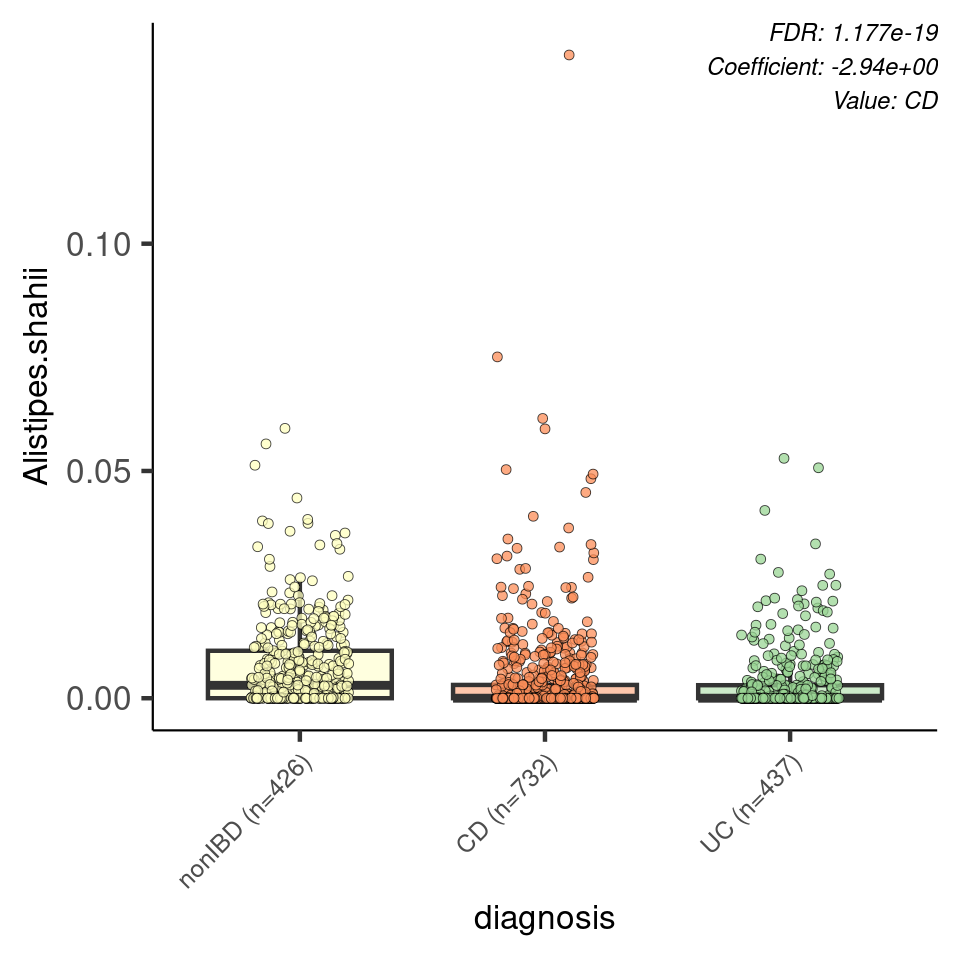 FDR: 1.177e-19
Coefficient: -2.94e+00
Value: CD
Alistipes.shahii
0.10
0.05
0.00
nonIBD (n=426)
CD (n=732)
UC (n=437)
diagnosis